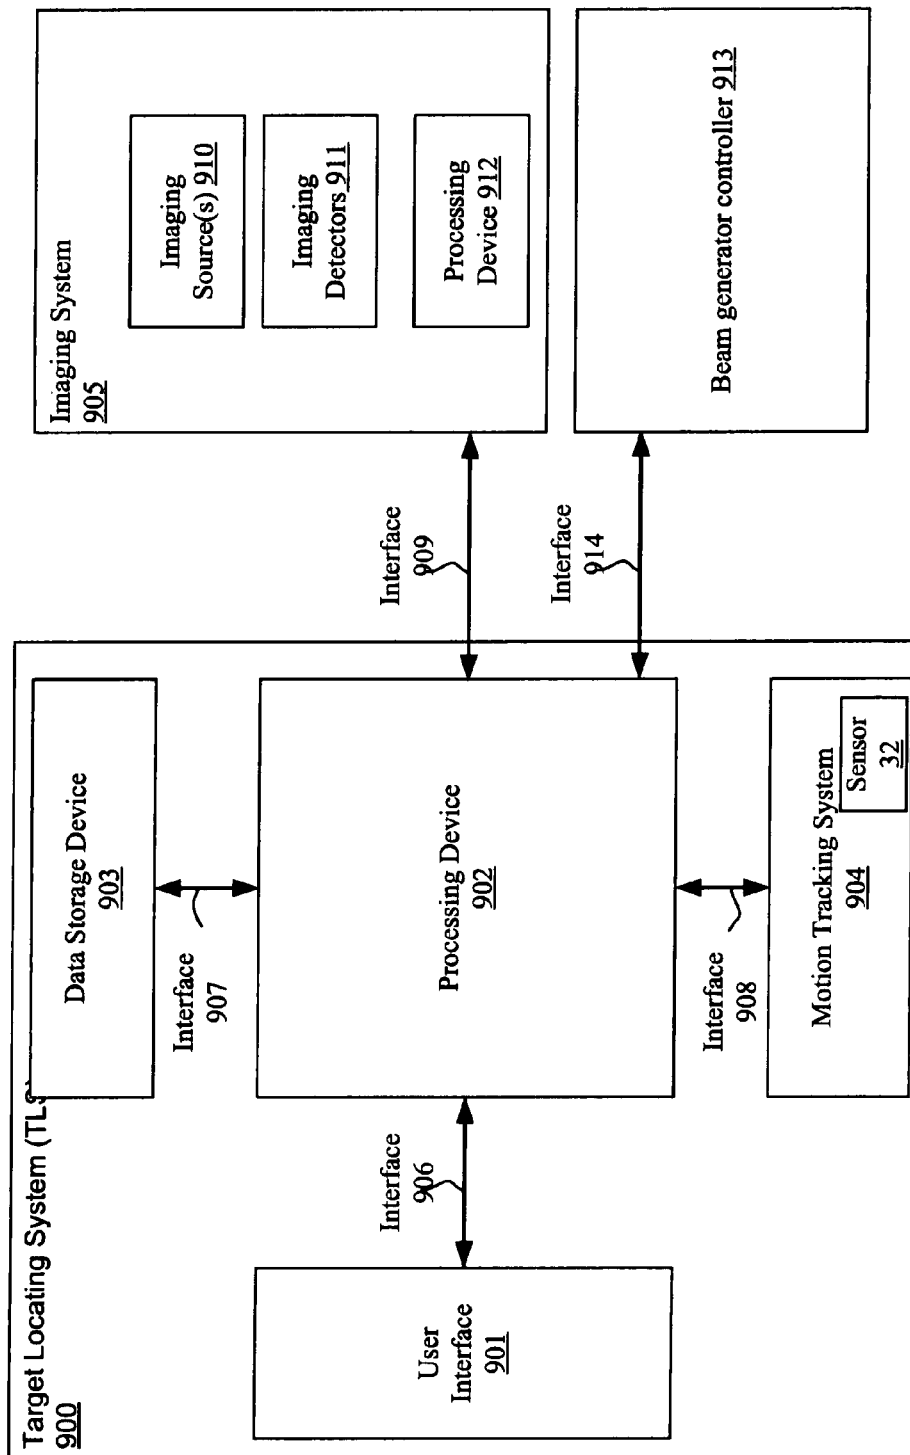 Target Locating System (TLS
900
Data Storage Device
903
Interface
907
User
Interface
901
Interface
906
Processing Device
902
Interface
908
Motion Tracking System
904
Sensor
32
Interface
909
Interface
914
Imaging System
905
Imaging
Source(s) 910
Imaging
Detectors 911
Processing
Device 912
Beam generator controller 913